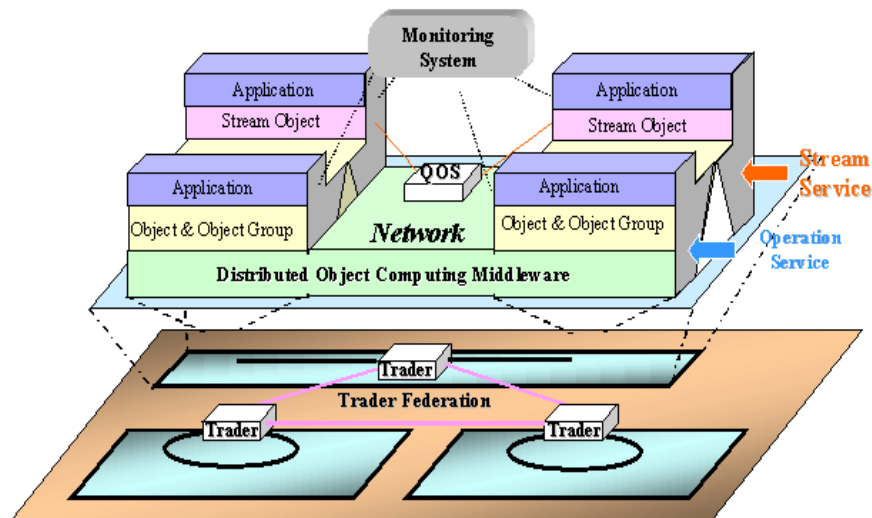 Monitoring
System
Application
Stream Object
Application
Stream Object
Application
Object & Object Group
QOS
Network
Application
Object & Object Group
Stream
Service
Operation
Service
Distributed Object Computing Middleware
Trader
Trader Federation
Trader
Trader